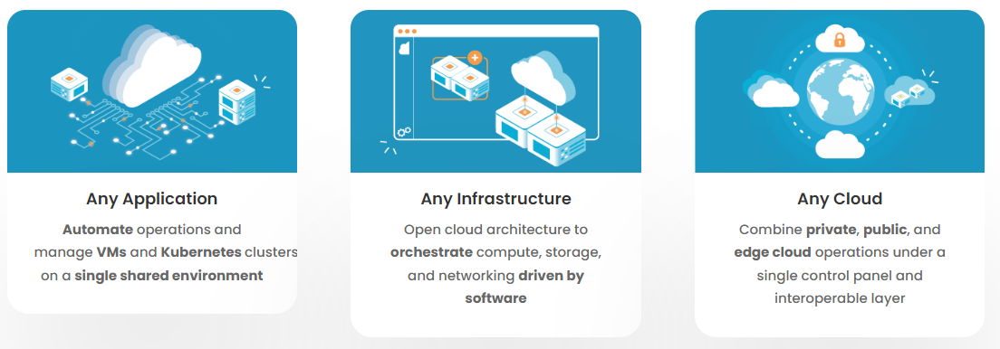 Any Application
Automate operations and
manage VMs and Kubernetes clusters
on a single shared environment
Any Infrastructure
Open cloud architecture to
orchestrate compute, storage,
and networking driven by
software
Any Cloud
Combine private, public, and
edge cloud operations under a
single control panel and
interoperable layer